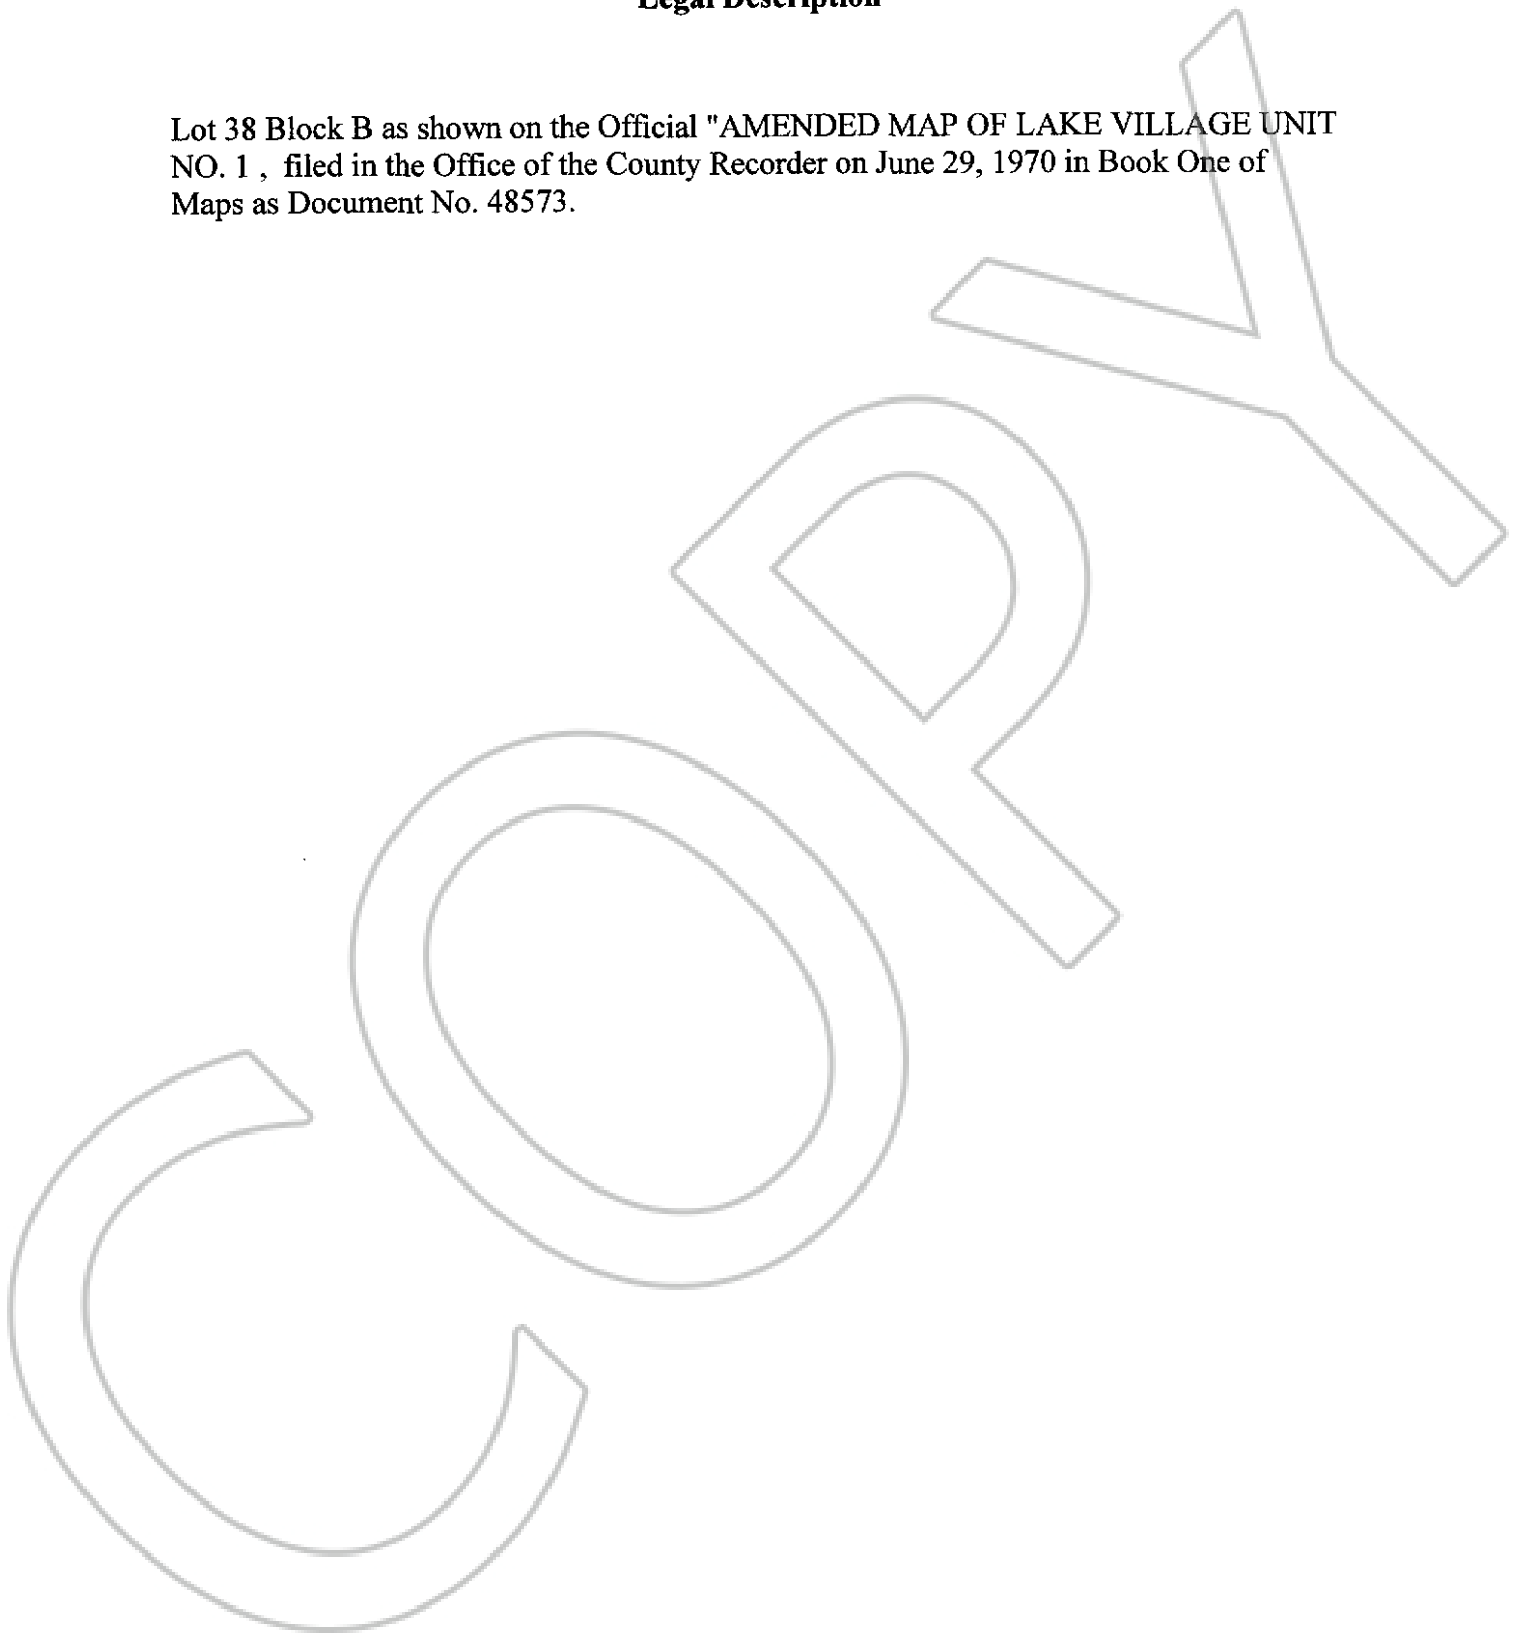 Legal Description
Lot 38 Block B as shown on the Official "AMENDED MAP OF LAKE VILLAGE UNIT
NO. 1 , filed in the Office of the County Recorder on June 29, 1970 in Book One of
Maps as Document No. 48573.
COPY